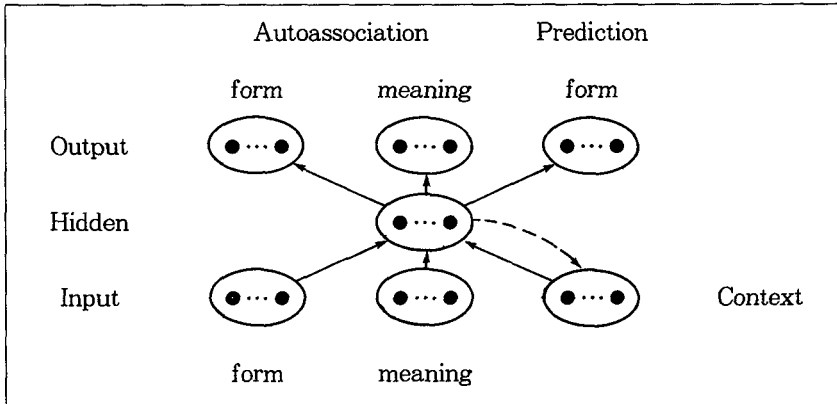 Autoassociation Prediction
form meaning form
Output
Hidden
Input Context
form meaning